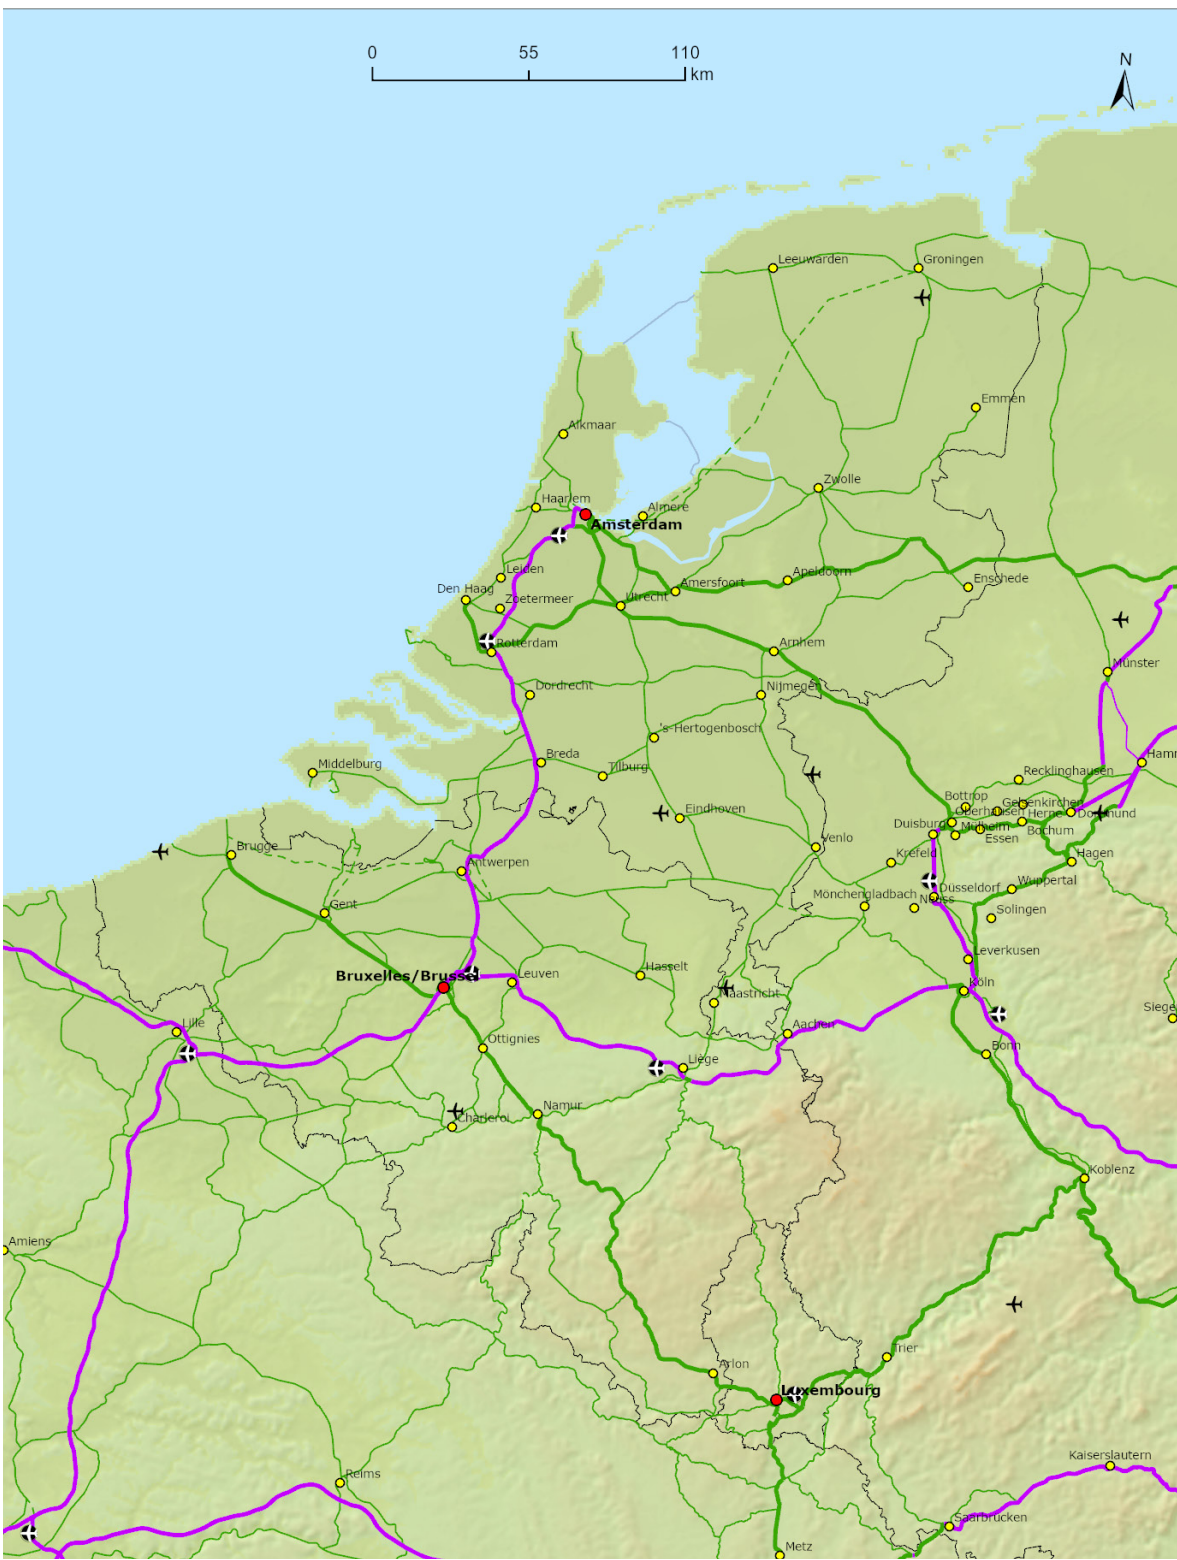 0 55 110
km
N
Leeuwarden
Groningen
Emmen
Alkmaar
Zwolle
Haarlem
Almere
Amsterdam
Leiden
Apeldoorn
Enschede
Den Haag
Amersfoort
Zoetermeer
Utrecht
Rotterdam
Arnhem
Münster
Dordrecht
Nijmegen
's-Hertogenbosch
Breda
Hamm
Middelburg
Tilburg
Recklinghausen
Bottrop
Gelsenkirchen
Eindhoven
Oberhausen
Herne
Dortmund
Duisburg
Mülheim
Bochum
Essen
Venlo
Brugge
Hagen
Krefeld
Antwerpen
Wuppertal
Düsseldorf
Mönchengladbach
Neuss
Gent
Solingen
Leverkusen
Bruxelles/Brussel
Hasselt
Leuven
Köln
Maastricht
Siege
Lille
Aachen
Ottignies
Bonn
Liège
Namur
Charleroi
Koblenz
Amiens
Trier
Arlon
Luxembourg
Kaiserslautern
Reims
Saarbrücken
Metz